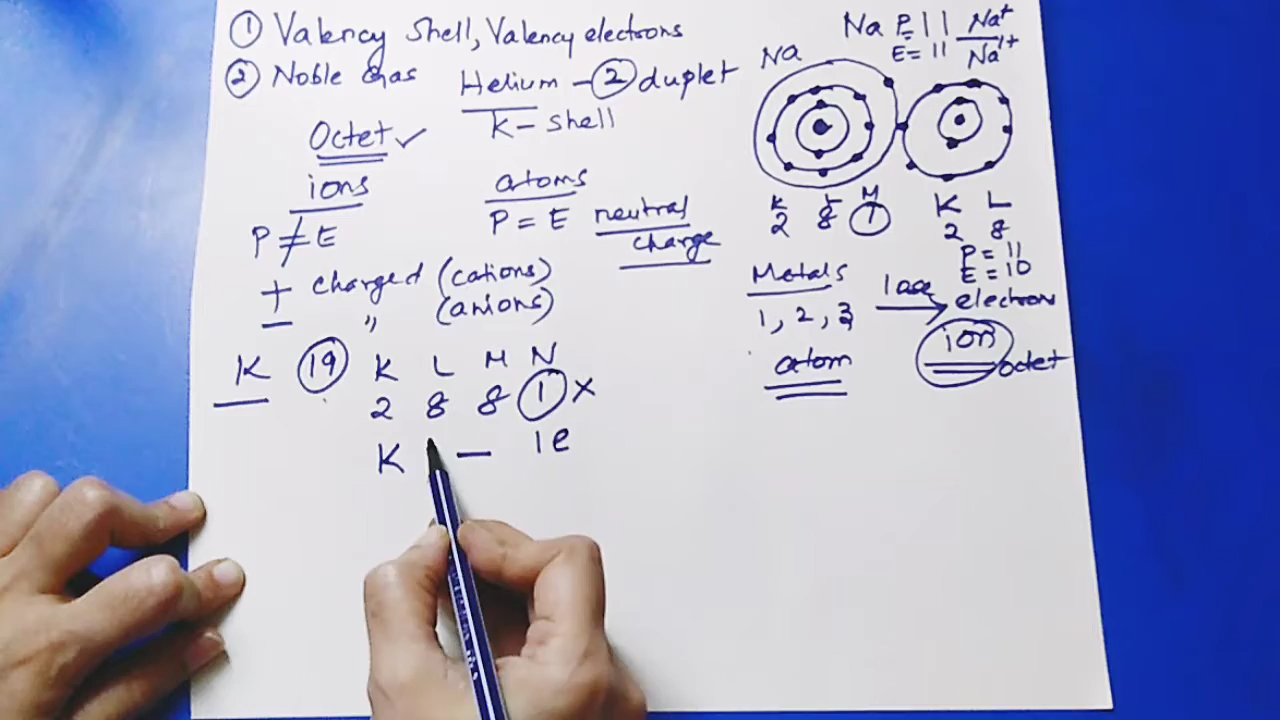 ① Valency Shell, Valency electrons
② Noble Gas
Helium - ② duplet
K - shell
Octet ✓
ions
P ≠ E
atoms
P = E neutral
charge
+ charged (cations)
- " (anions)
K ⑲ K L M N
2 8 8 ① x
K - 1e
Na P= 11 Na+
E= 11 Na1+
Na
K L M
2 8 ①
K L
2 8
P = 11
E = 10
Metals
1, 2, 3
electron
atom
ion
octet